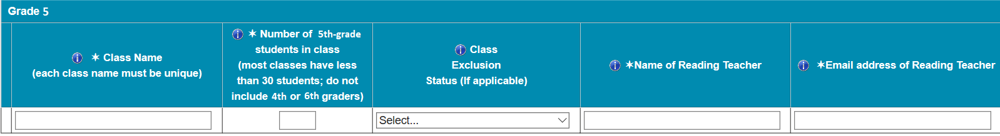 Grade 5
✶ Class Name
(each class name must be unique)
✶ Number of 5th-grade
students in class
(most classes have less
than 30 students; do not
include 4th or 6th graders)
Class
Exclusion
Status (If applicable)
✶Name of Reading Teacher
✶Email address of Reading Teacher
Select...